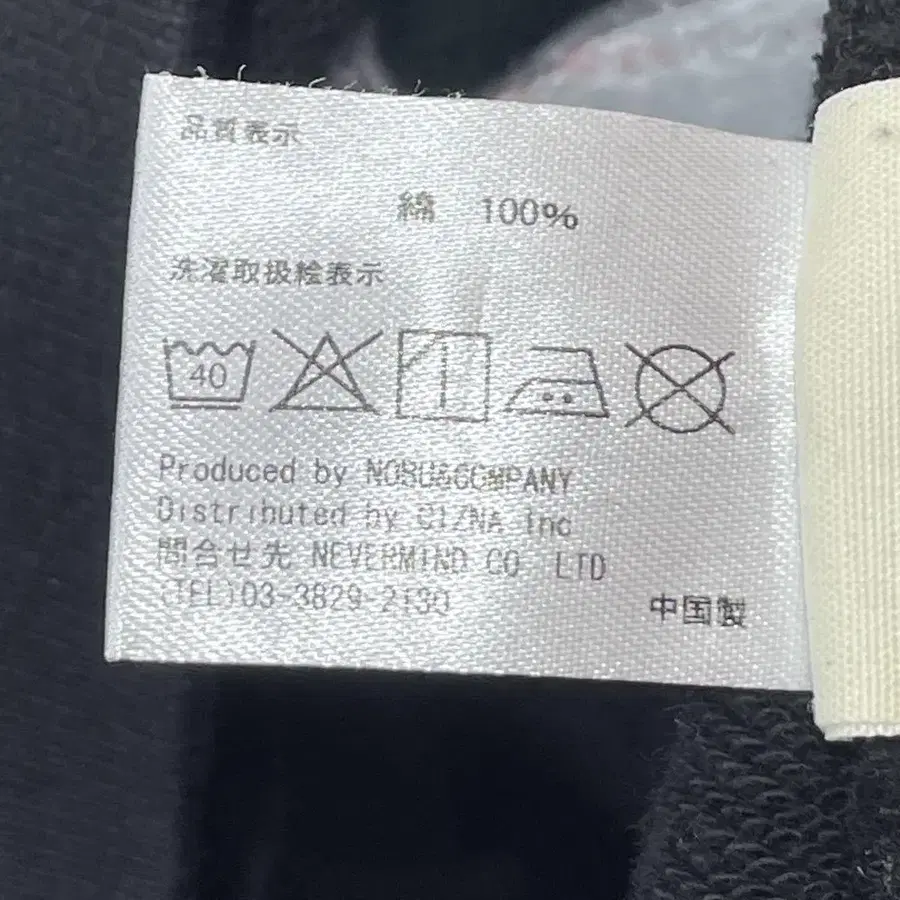 品質表示
綿 100%
洗濯取扱絵表示
40
Produced by NOBU&COMPANY
Distributed by CIZNA Inc
問合せ先 NEVERMIND CO LTD
(TEL)03-3829-2130
中国製